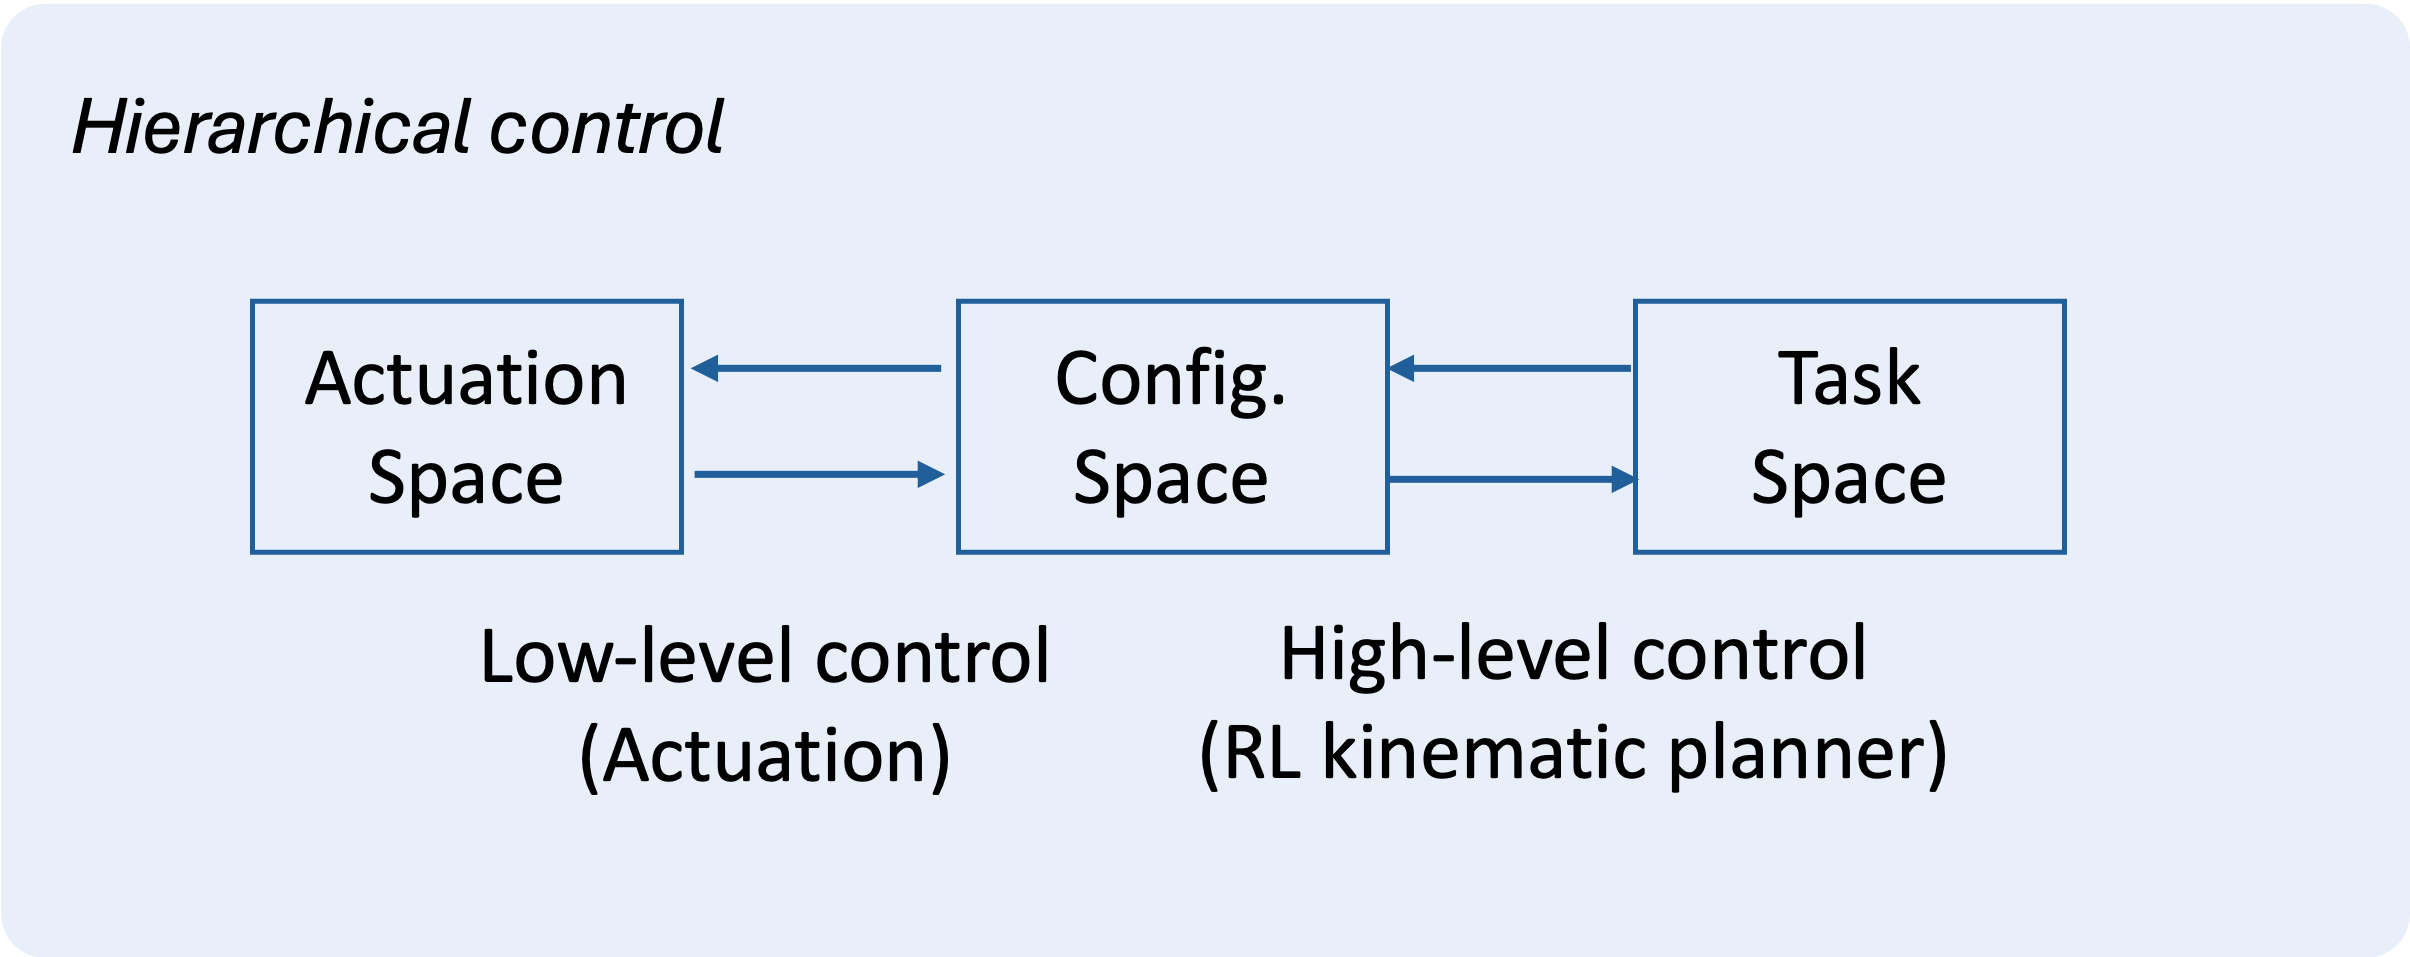 Hierarchical control
Actuation
Space
Config.
Space
Task
Space
Low-level control
(Actuation)
High-level control
(RL kinematic planner)